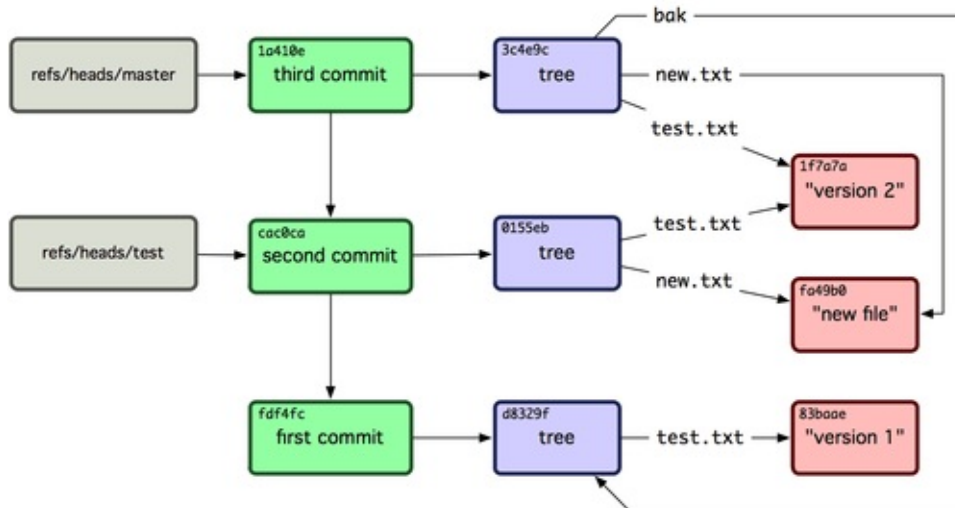 bak
refs/heads/master
1a410e
third commit
3c4e9c
tree
new.txt
test.txt
1f7a7a
"version 2"
refs/heads/test
cac0ca
second commit
0155eb
tree
test.txt
new.txt
fa49b0
"new file"
fdf4fc
first commit
d8329f
tree
test.txt
83baae
"version 1"